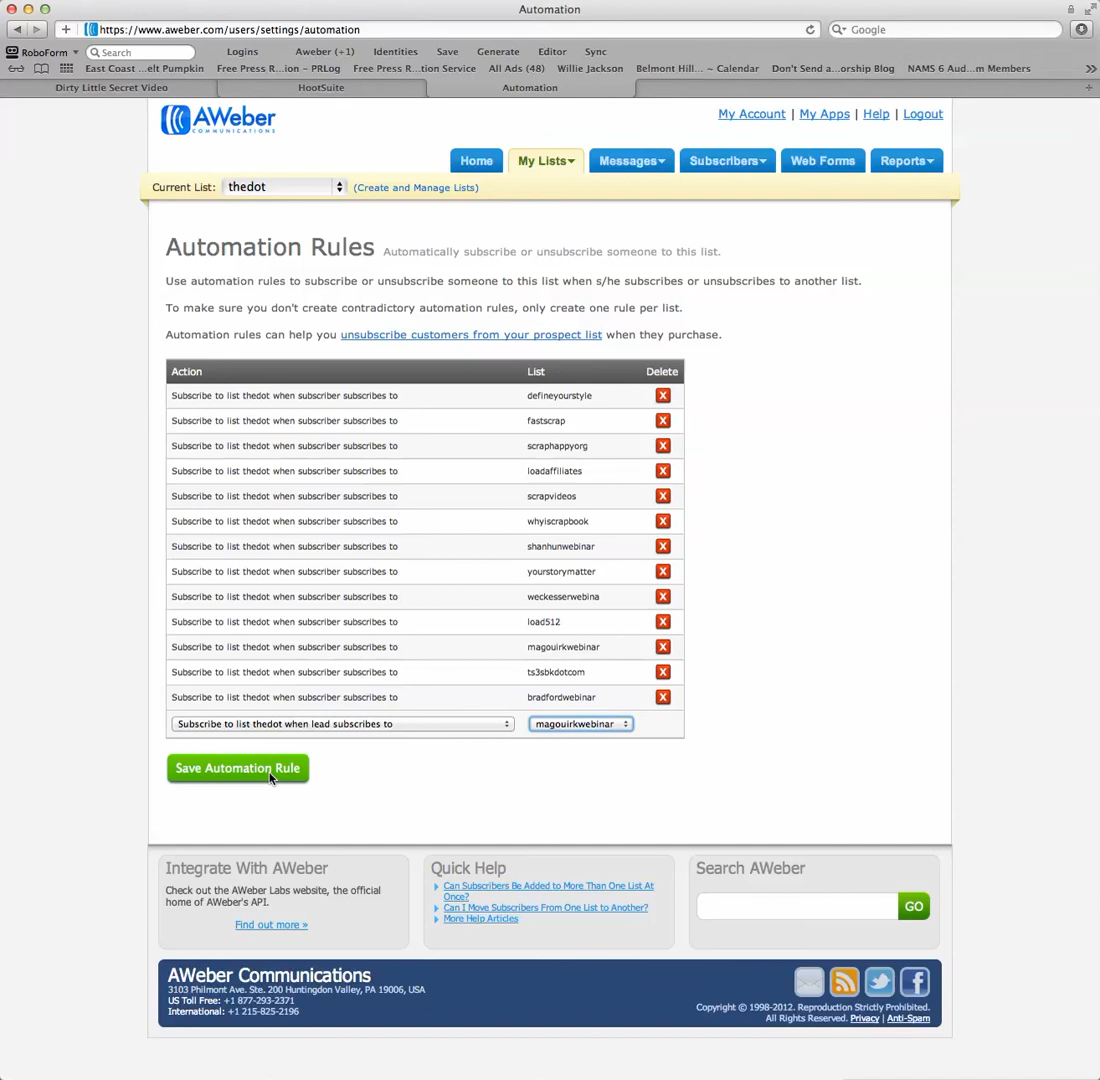 Automation
https://www.aweber.com/users/settings/automation
Google
RoboForm
Search
Logins
Aweber (+1)
Identities
Save
Generate
Editor
Sync
East Coast ...elt Pumpkin
Free Press R...ion – PRLog
Free Press R...tion Service
All Ads (48)
Willie Jackson
Belmont Hill... ~ Calendar
Don't Send a...orship Blog
NAMS 6 Aud...m Members
Dirty Little Secret Video
HootSuite
Automation
AWeber
COMMUNICATIONS
My Account | My Apps | Help | Logout
Home
My Lists
Messages
Subscribers
Web Forms
Reports
Current List: thedot (Create and Manage Lists)
Automation Rules Automatically subscribe or unsubscribe someone to this list.
Use automation rules to subscribe or unsubscribe someone to this list when s/he subscribes or unsubscribes to another list.
To make sure you don't create contradictory automation rules, only create one rule per list.
Automation rules can help you unsubscribe customers from your prospect list when they purchase.
Action List Delete
Subscribe to list thedot when subscriber subscribes to defineyourstyle X
Subscribe to list thedot when subscriber subscribes to fastscrap X
Subscribe to list thedot when subscriber subscribes to scraphappyorg X
Subscribe to list thedot when subscriber subscribes to loadaffiliates X
Subscribe to list thedot when subscriber subscribes to scrapvideos X
Subscribe to list thedot when subscriber subscribes to whyiscrapbook X
Subscribe to list thedot when subscriber subscribes to shanhunwebinar X
Subscribe to list thedot when subscriber subscribes to yourstorymatter X
Subscribe to list thedot when subscriber subscribes to weckesserwebina X
Subscribe to list thedot when subscriber subscribes to load512 X
Subscribe to list thedot when subscriber subscribes to magouirkwebinar X
Subscribe to list thedot when subscriber subscribes to ts3sbkdotcom X
Subscribe to list thedot when subscriber subscribes to bradfordwebinar X
Subscribe to list thedot when lead subscribes to magouirkwebinar
Save Automation Rule
Integrate With AWeber
Check out the AWeber Labs website, the official
home of AWeber's API.
Find out more »
Quick Help
Can Subscribers Be Added to More Than One List At
Once?
Can I Move Subscribers From One List to Another?
More Help Articles
Search AWeber
GO
AWeber Communications
3103 Philmont Ave. Ste. 200 Huntingdon Valley, PA 19006, USA
US Toll Free: +1 877-293-2371
International: +1 215-825-2196
Copyright © 1998-2012. Reproduction Strictly Prohibited.
All Rights Reserved. Privacy | Anti-Spam